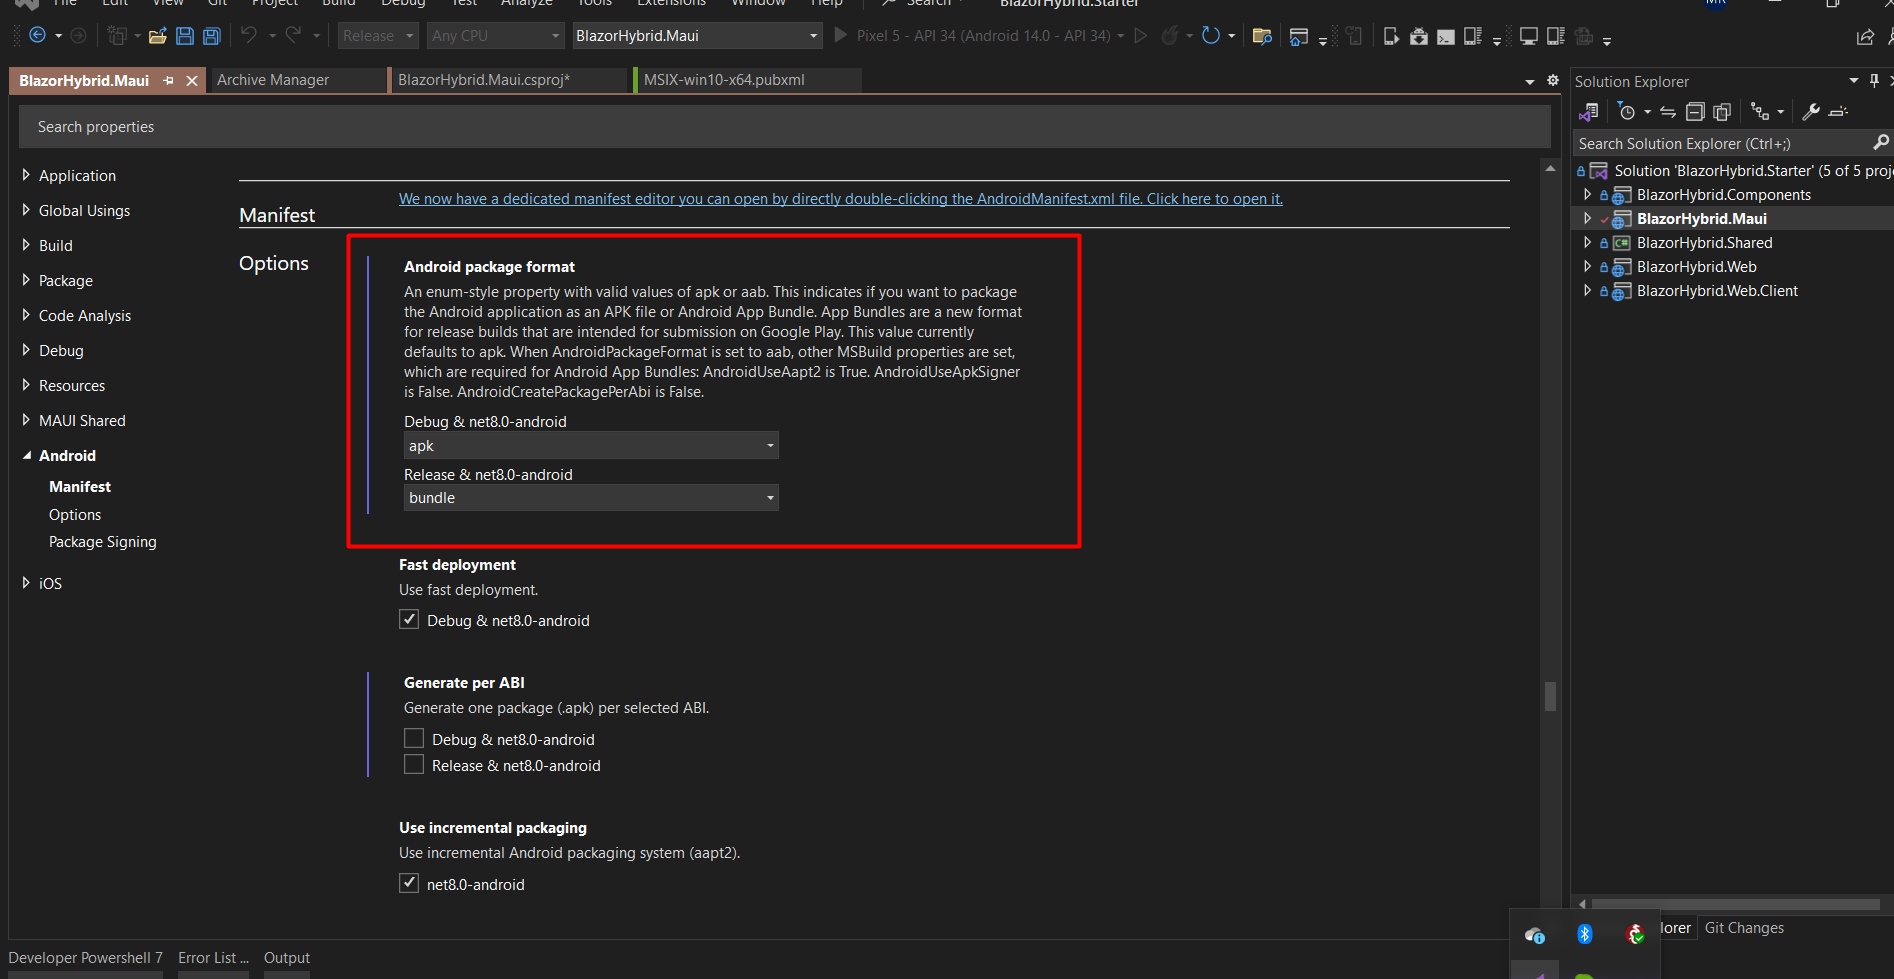 File Edit View Git Project Build Debug Test Analyze Tools Extensions Window Help Search BlazorHybrid.Starter MR
Release Any CPU BlazorHybrid.Maui Pixel 5 - API 34 (Android 14.0 - API 34)
BlazorHybrid.Maui Archive Manager BlazorHybrid.Maui.csproj* MSIX-win10-x64.pubxml
Search properties
Application
Global Usings
Build
Package
Code Analysis
Debug
Resources
MAUI Shared
Android
Manifest
Options
Package Signing
iOS
We now have a dedicated manifest editor you can open by directly double-clicking the AndroidManifest.xml file. Click here to open it.
Manifest
Options
Android package format
An enum-style property with valid values of apk or aab. This indicates if you want to package
the Android application as an APK file or Android App Bundle. App Bundles are a new format
for release builds that are intended for submission on Google Play. This value currently
defaults to apk. When AndroidPackageFormat is set to aab, other MSBuild properties are set,
which are required for Android App Bundles: AndroidUseAapt2 is True. AndroidUseApkSigner
is False. AndroidCreatePackagePerAbi is False.
Debug & net8.0-android
apk
Release & net8.0-android
bundle
Fast deployment
Use fast deployment.
Debug & net8.0-android
Generate per ABI
Generate one package (.apk) per selected ABI.
Debug & net8.0-android
Release & net8.0-android
Use incremental packaging
Use incremental Android packaging system (aapt2).
net8.0-android
Solution Explorer
Search Solution Explorer (Ctrl+;)
Solution 'BlazorHybrid.Starter' (5 of 5 proj
BlazorHybrid.Components
BlazorHybrid.Maui
C# BlazorHybrid.Shared
BlazorHybrid.Web
BlazorHybrid.Web.Client
lorer Git Changes
Developer Powershell 7 Error List ... Output